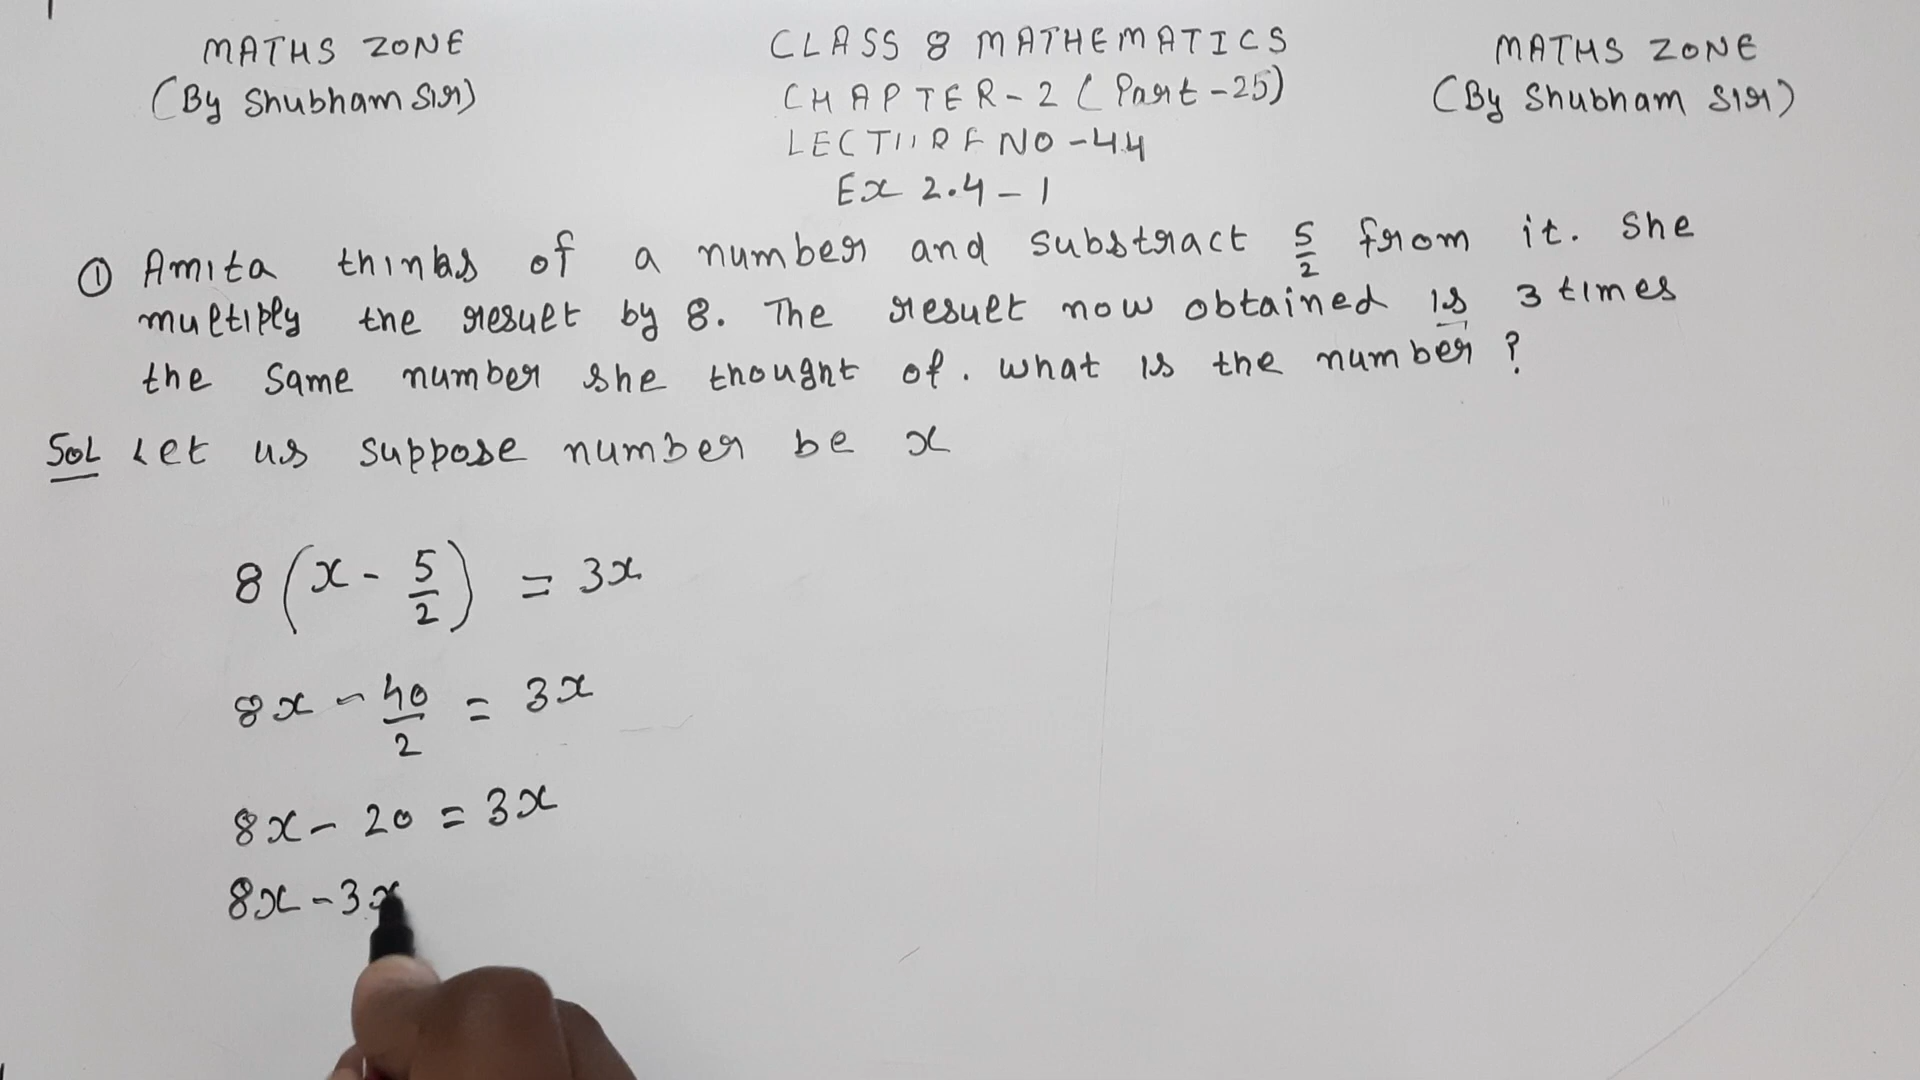 MATHS ZONE
(By Shubham Sir)
CLASS 8 MATHEMATICS
CHAPTER-2 (Part-25)
LECTURE NO-44
Ex 2.4-1
MATHS ZONE
(By Shubham Sir)
① Amita thinks of a number and substract 5/2 from it. She
multiply the result by 8. The result now obtained is 3 times
the same number she thought of. what is the number?
Sol Let us suppose number be x
8(x - 5/2) = 3x
8x - 40/2 = 3x
8x - 20 = 3x
8x - 3x